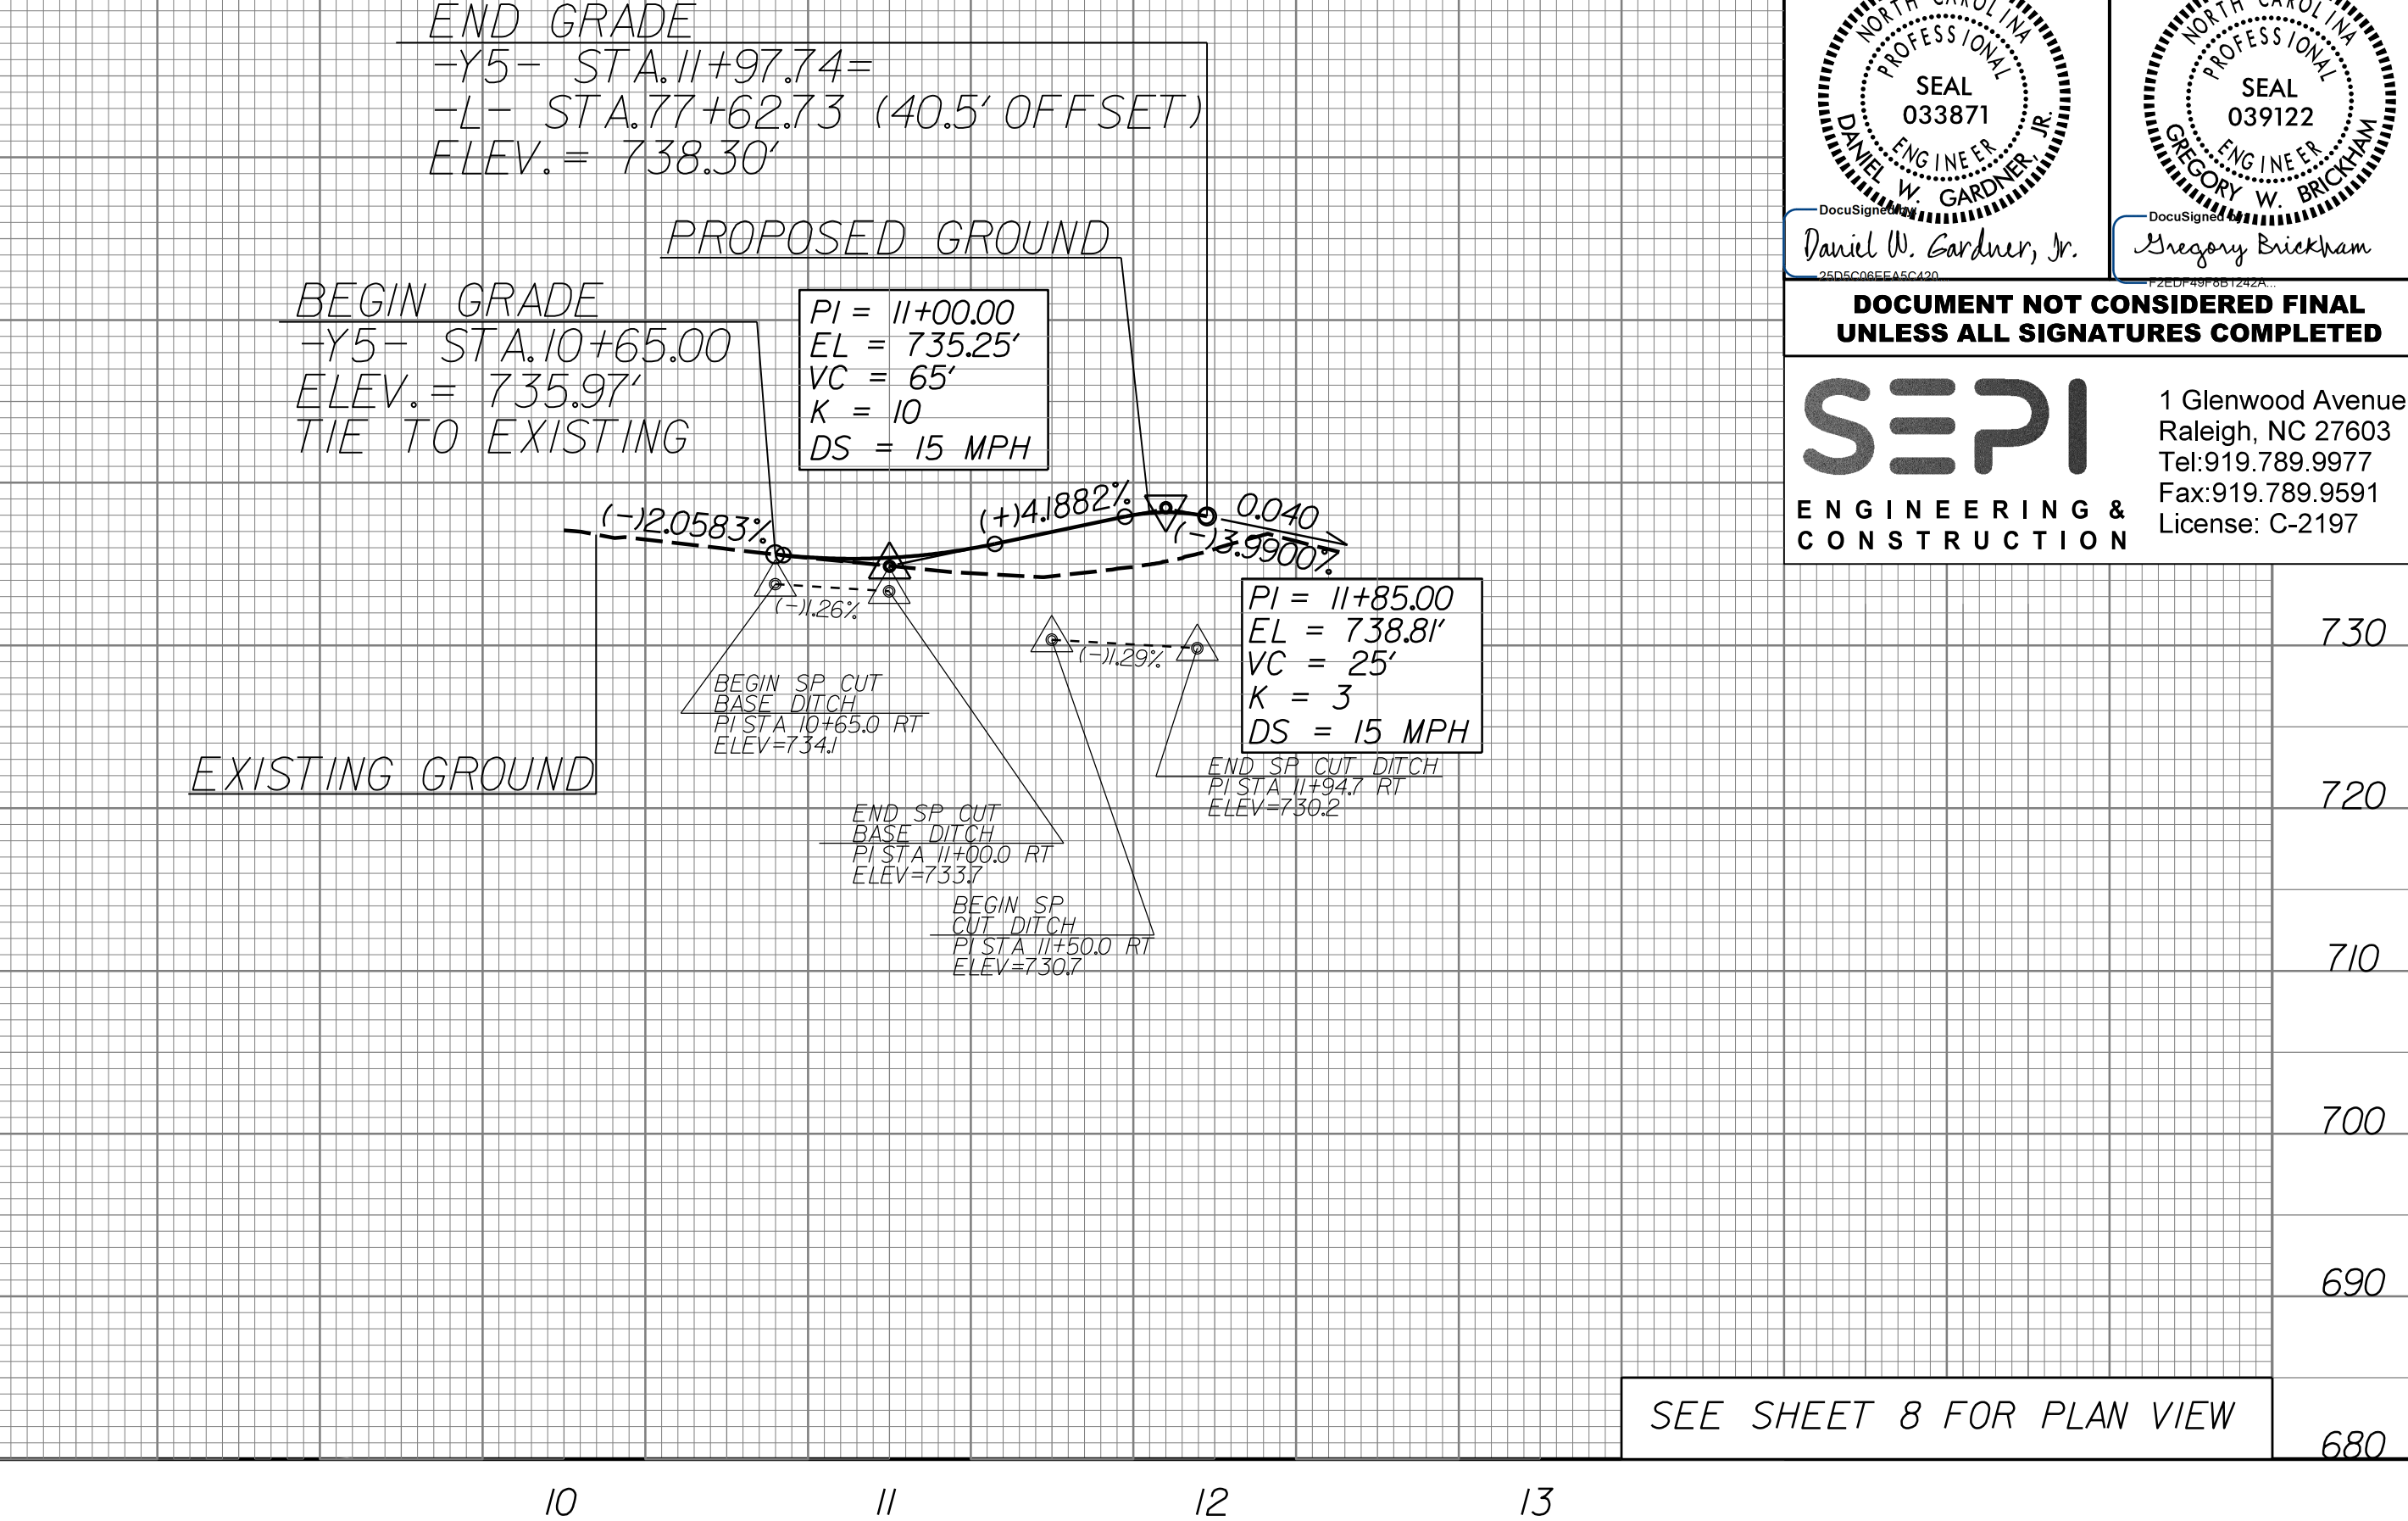 END GRADE
-Y5- STA.11+97.74=
-L- STA.77+62.73 (40.5' OFFSET)
ELEV.= 738.30'
PROPOSED GROUND
BEGIN GRADE
-Y5- STA.10+65.00
ELEV.= 735.97'
TIE TO EXISTING
PI = 11+00.00
EL = 735.25'
VC = 65'
K = 10
DS = 15 MPH
(-)2.0583%
(+)4.1882%
0.040
(-)3.9900%
(-)1.26%
(-)1.29%
PI = 11+85.00
EL = 738.81'
VC = 25'
K = 3
DS = 15 MPH
BEGIN SP CUT
BASE DITCH
PI STA 10+65.0 RT
ELEV=734.1
EXISTING GROUND
END SP CUT DITCH
PI STA 11+94.7 RT
ELEV=730.2
END SP CUT
BASE DITCH
PI STA 11+00.0 RT
ELEV=733.7
BEGIN SP
CUT DITCH
PI STA 11+50.0 RT
ELEV=730.7
NORTH CAROLINA
PROFESSIONAL
SEAL
033871
ENGINEER
DANIEL W. GARDNER, JR.
DocuSigned by:
Daniel W. Gardner, Jr.
25D5C06EEA5C420...
NORTH CAROLINA
PROFESSIONAL
SEAL
039122
ENGINEER
GREGORY W. BRICKHAM
DocuSigned by:
Gregory Brickham
F2EDF49F8B1242A...
DOCUMENT NOT CONSIDERED FINAL
UNLESS ALL SIGNATURES COMPLETED
SEPI
ENGINEERING &
CONSTRUCTION
1 Glenwood Avenue
Raleigh, NC 27603
Tel:919.789.9977
Fax:919.789.9591
License: C-2197
730
720
710
700
690
680
SEE SHEET 8 FOR PLAN VIEW
10 11 12 13